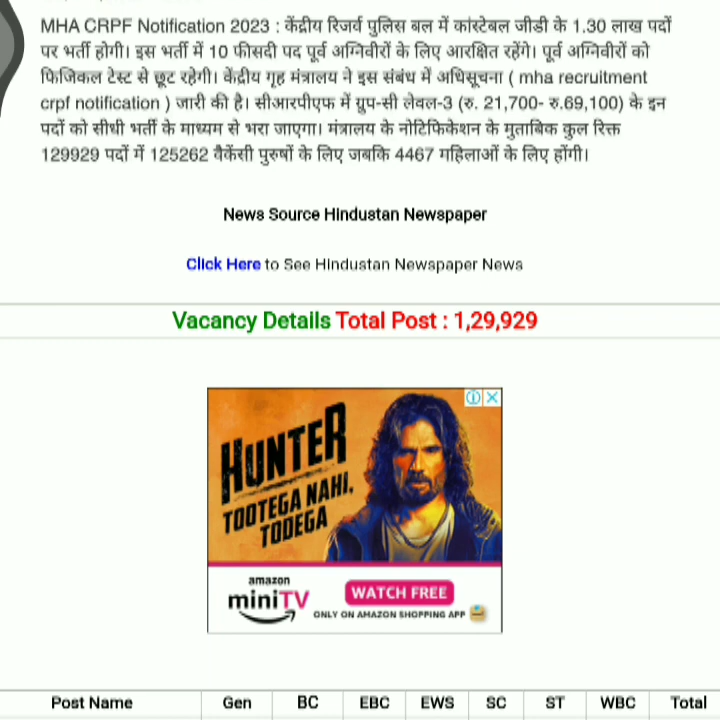 MHA CRPF Notification 2023 : केंद्रीय रिजर्व पुलिस बल में कांस्टेबल जीडी के 1.30 लाख पदों
पर भर्ती होगी। इस भर्ती में 10 फीसदी पद पूर्व अग्निवीरों के लिए आरक्षित रहेंगे। पूर्व अग्निवीरों को
फिजिकल टेस्ट से छूट रहेगी। केंद्रीय गृह मंत्रालय ने इस संबंध में अधिसूचना ( mha recruitment
crpf notification ) जारी की है। सीआरपीएफ में ग्रुप-सी लेवल-3 (रु. 21,700- रु.69,100) के इन
पदों को सीधी भर्ती के माध्यम से भरा जाएगा। मंत्रालय के नोटिफिकेशन के मुताबिक कुल रिक्त
129929 पदों में 125262 वैकेंसी पुरुषों के लिए जबकि 4467 महिलाओं के लिए होंगी।
News Source Hindustan Newspaper
Click Here to See Hindustan Newspaper News
Vacancy Details Total Post : 1,29,929
HUNTER
TOOTEGA NAHI,
TODEGA
amazon
miniTV
WATCH FREE
ONLY ON AMAZON SHOPPING APP
Post Name Gen BC EBC EWS SC ST WBC Total